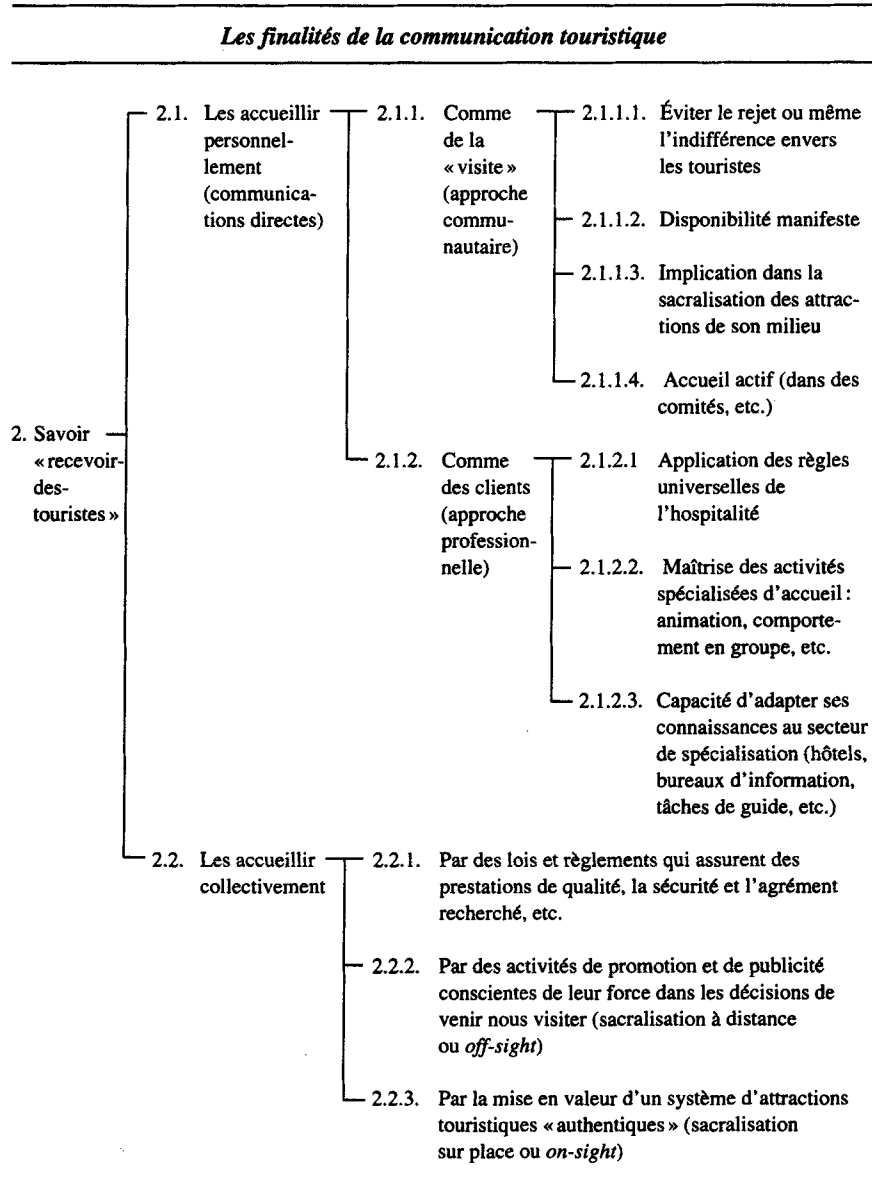 Les finalités de la communication touristique
2. Savoir
« recevoir-
des-
touristes »
2.1. Les accueillir
personnel-
lement
(communica-
tions directes)
2.1.1. Comme
de la
« visite »
(approche
commu-
nautaire)
2.1.1.1. Éviter le rejet ou même
l'indifférence envers
les touristes
2.1.1.2. Disponibilité manifeste
2.1.1.3. Implication dans la
sacralisation des attrac-
tions de son milieu
2.1.1.4. Accueil actif (dans des
comités, etc.)
2.1.2. Comme
des clients
(approche
profession-
nelle)
2.1.2.1 Application des règles
universelles de
l'hospitalité
2.1.2.2. Maîtrise des activités
spécialisées d'accueil :
animation, comporte-
ment en groupe, etc.
2.1.2.3. Capacité d'adapter ses
connaissances au secteur
de spécialisation (hôtels,
bureaux d'information,
tâches de guide, etc.)
2.2. Les accueillir
collectivement
2.2.1. Par des lois et règlements qui assurent des
prestations de qualité, la sécurité et l'agrément
recherché, etc.
2.2.2. Par des activités de promotion et de publicité
conscientes de leur force dans les décisions de
venir nous visiter (sacralisation à distance
ou off-sight)
2.2.3. Par la mise en valeur d'un système d'attractions
touristiques « authentiques » (sacralisation
sur place ou on-sight)